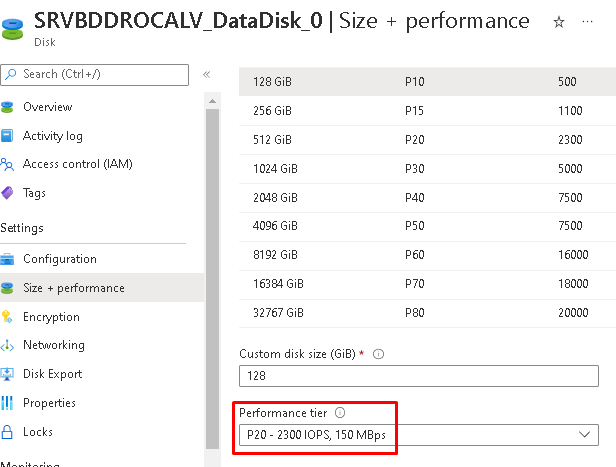 SRVBDDROCALV_DataDisk_0 | Size + performance ☆ ...
Disk
Search (Ctrl+/) «
Overview
Activity log
Access control (IAM)
Tags
Settings
Configuration
Size + performance
Encryption
Networking
Disk Export
Properties
Locks
Monitoring
128 GiB P10 500
256 GiB P15 1100
512 GiB P20 2300
1024 GiB P30 5000
2048 GiB P40 7500
4096 GiB P50 7500
8192 GiB P60 16000
16384 GiB P70 18000
32767 GiB P80 20000
Custom disk size (GiB) *
128
Performance tier
P20 - 2300 IOPS, 150 MBps